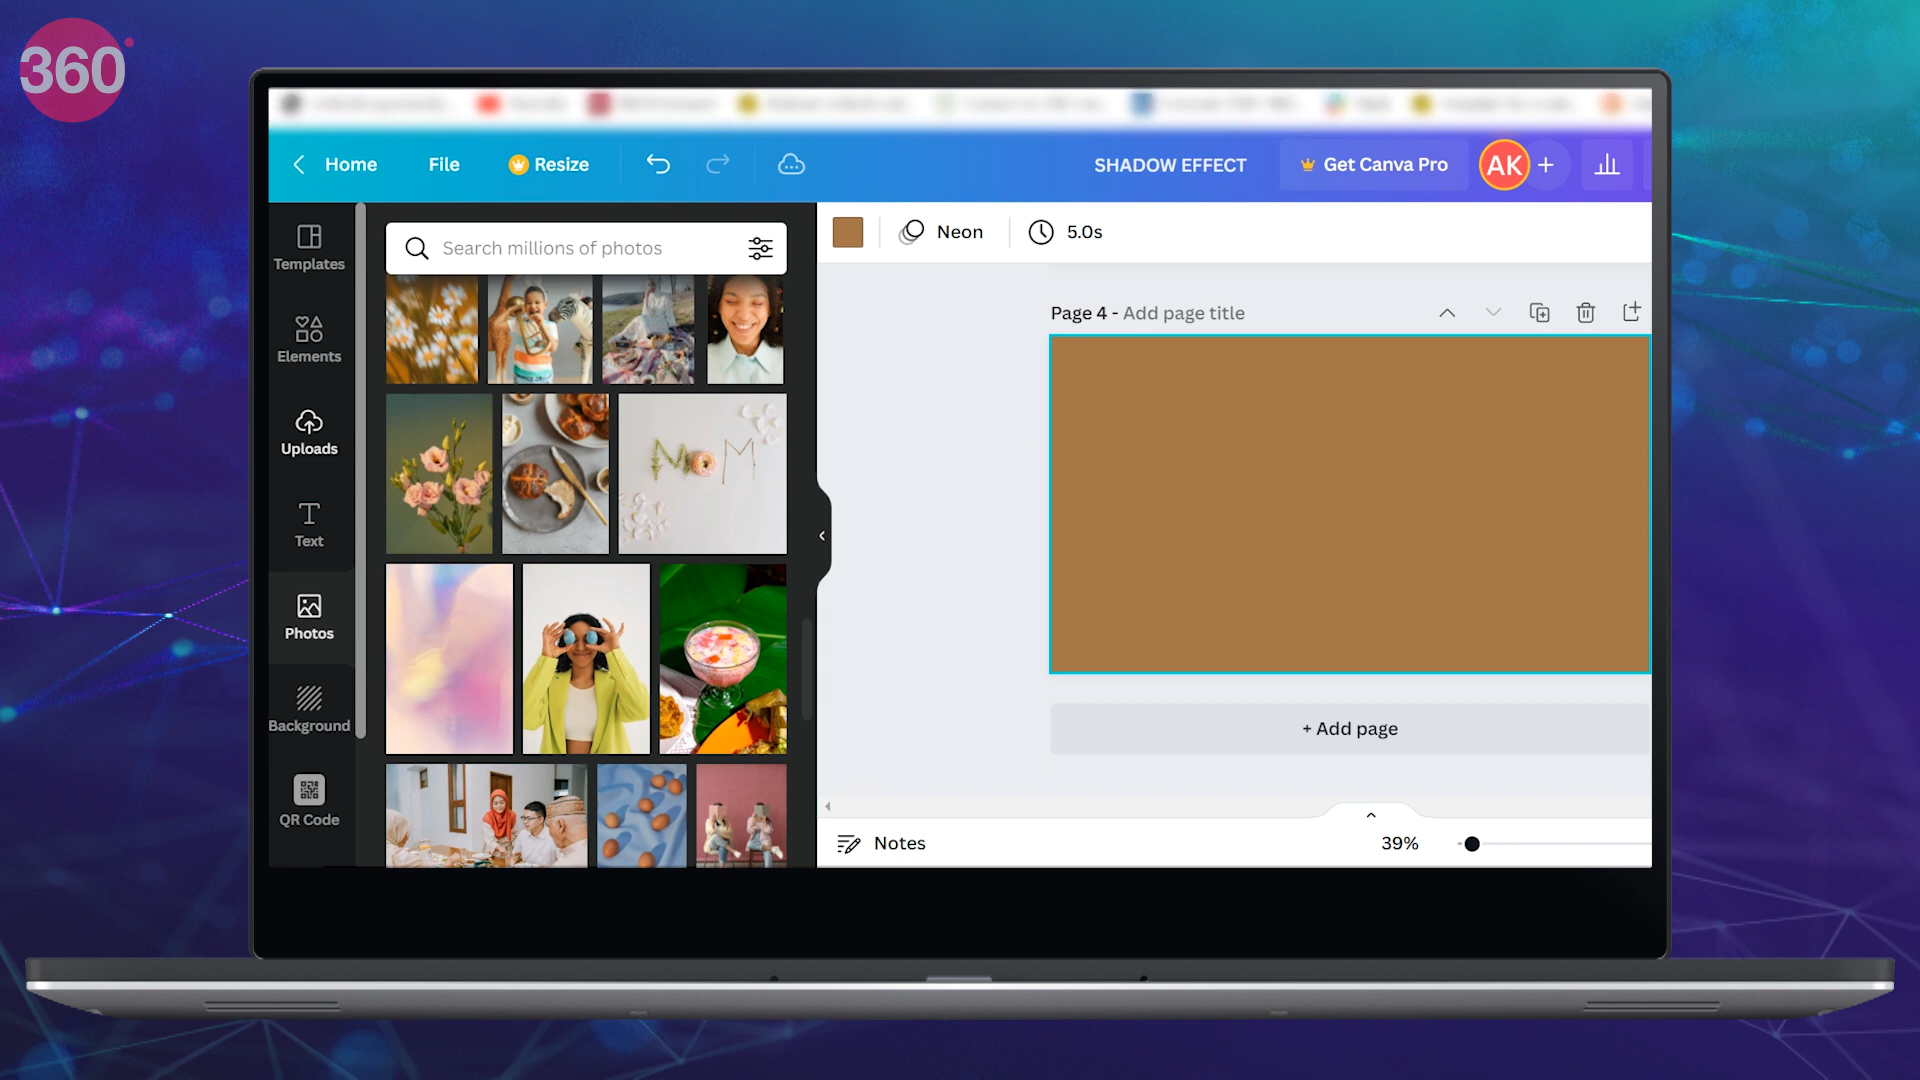 360
Home
File
Resize
SHADOW EFFECT
Get Canva Pro
AK
+
Templates
Elements
Uploads
Text
Photos
Background
QR Code
Search millions of photos
MOM
Neon
5.0s
Page 4 - Add page title
+ Add page
Notes
39%